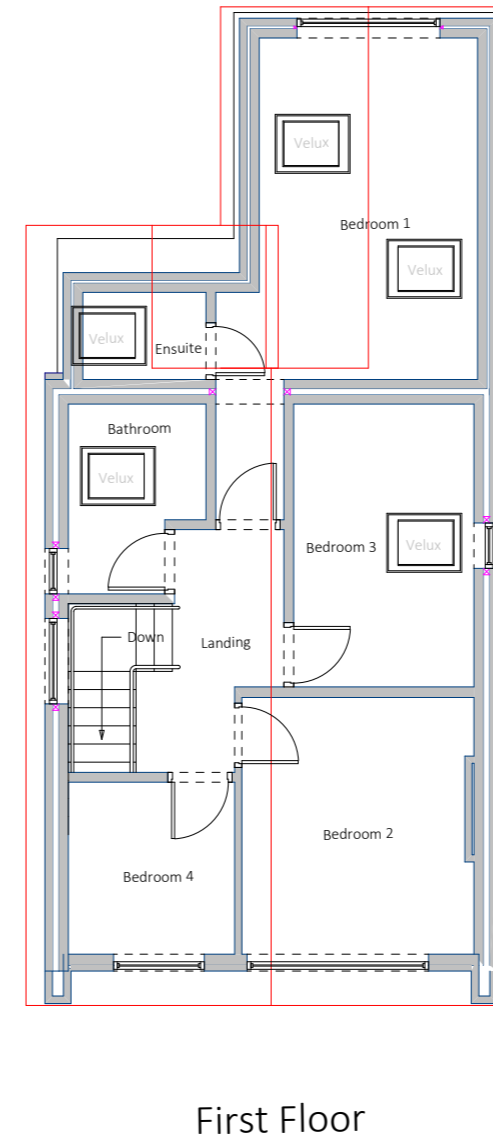 Velux
Bedroom 1
Velux
Velux
Ensuite
Bathroom
Velux
Velux
Bedroom 3
Down
Landing
Bedroom 2
Bedroom 4
First Floor